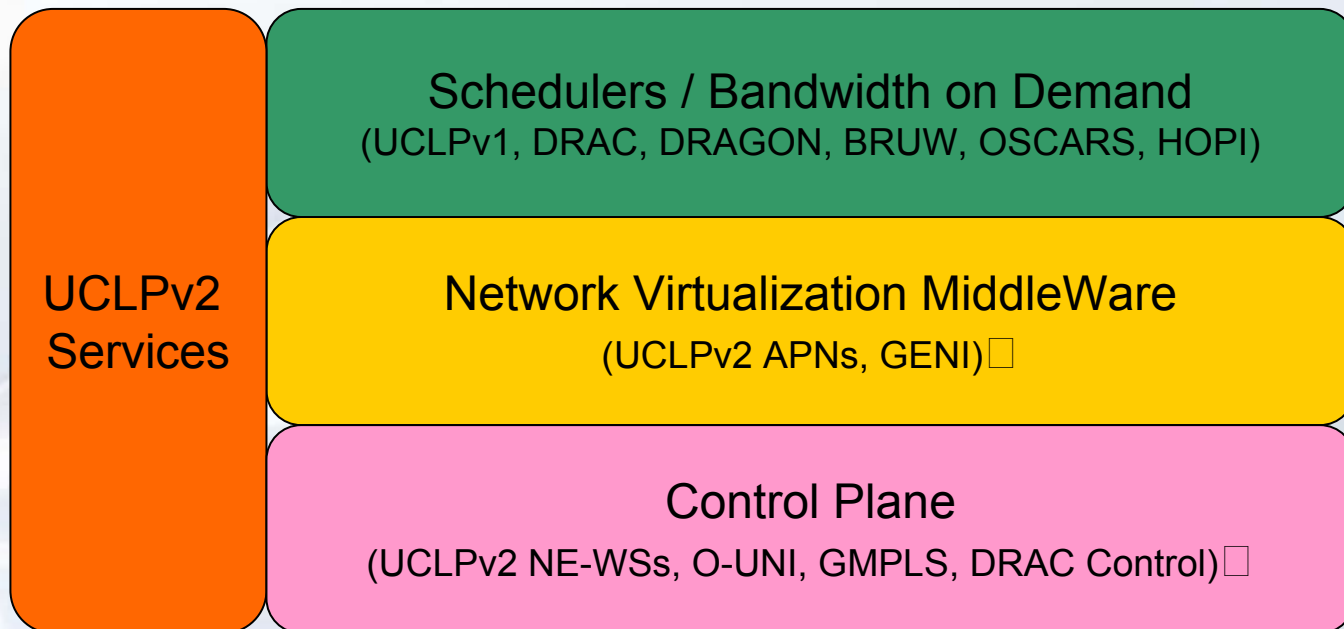 UCLPv2
Services
Schedulers / Bandwidth on Demand
(UCLPv1, DRAC, DRAGON, BRUW, OSCARS, HOPI)
Network Virtualization MiddleWare
(UCLPv2 APNs, GENI)□
Control Plane
(UCLPv2 NE-WSs, O-UNI, GMPLS, DRAC Control)□